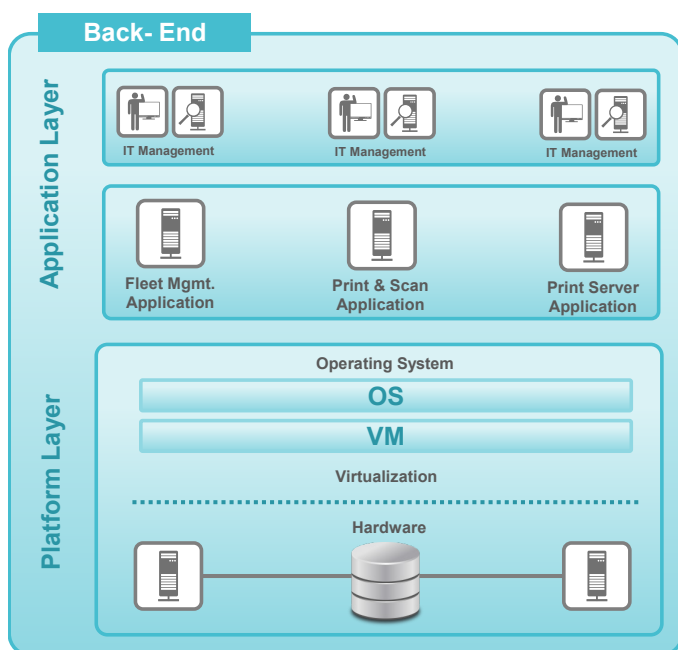 Back- End
Application Layer
IT Management
IT Management
IT Management
Fleet Mgmt.
Application
Print & Scan
Application
Print Server
Application
Platform Layer
Operating System
OS
VM
Virtualization
Hardware